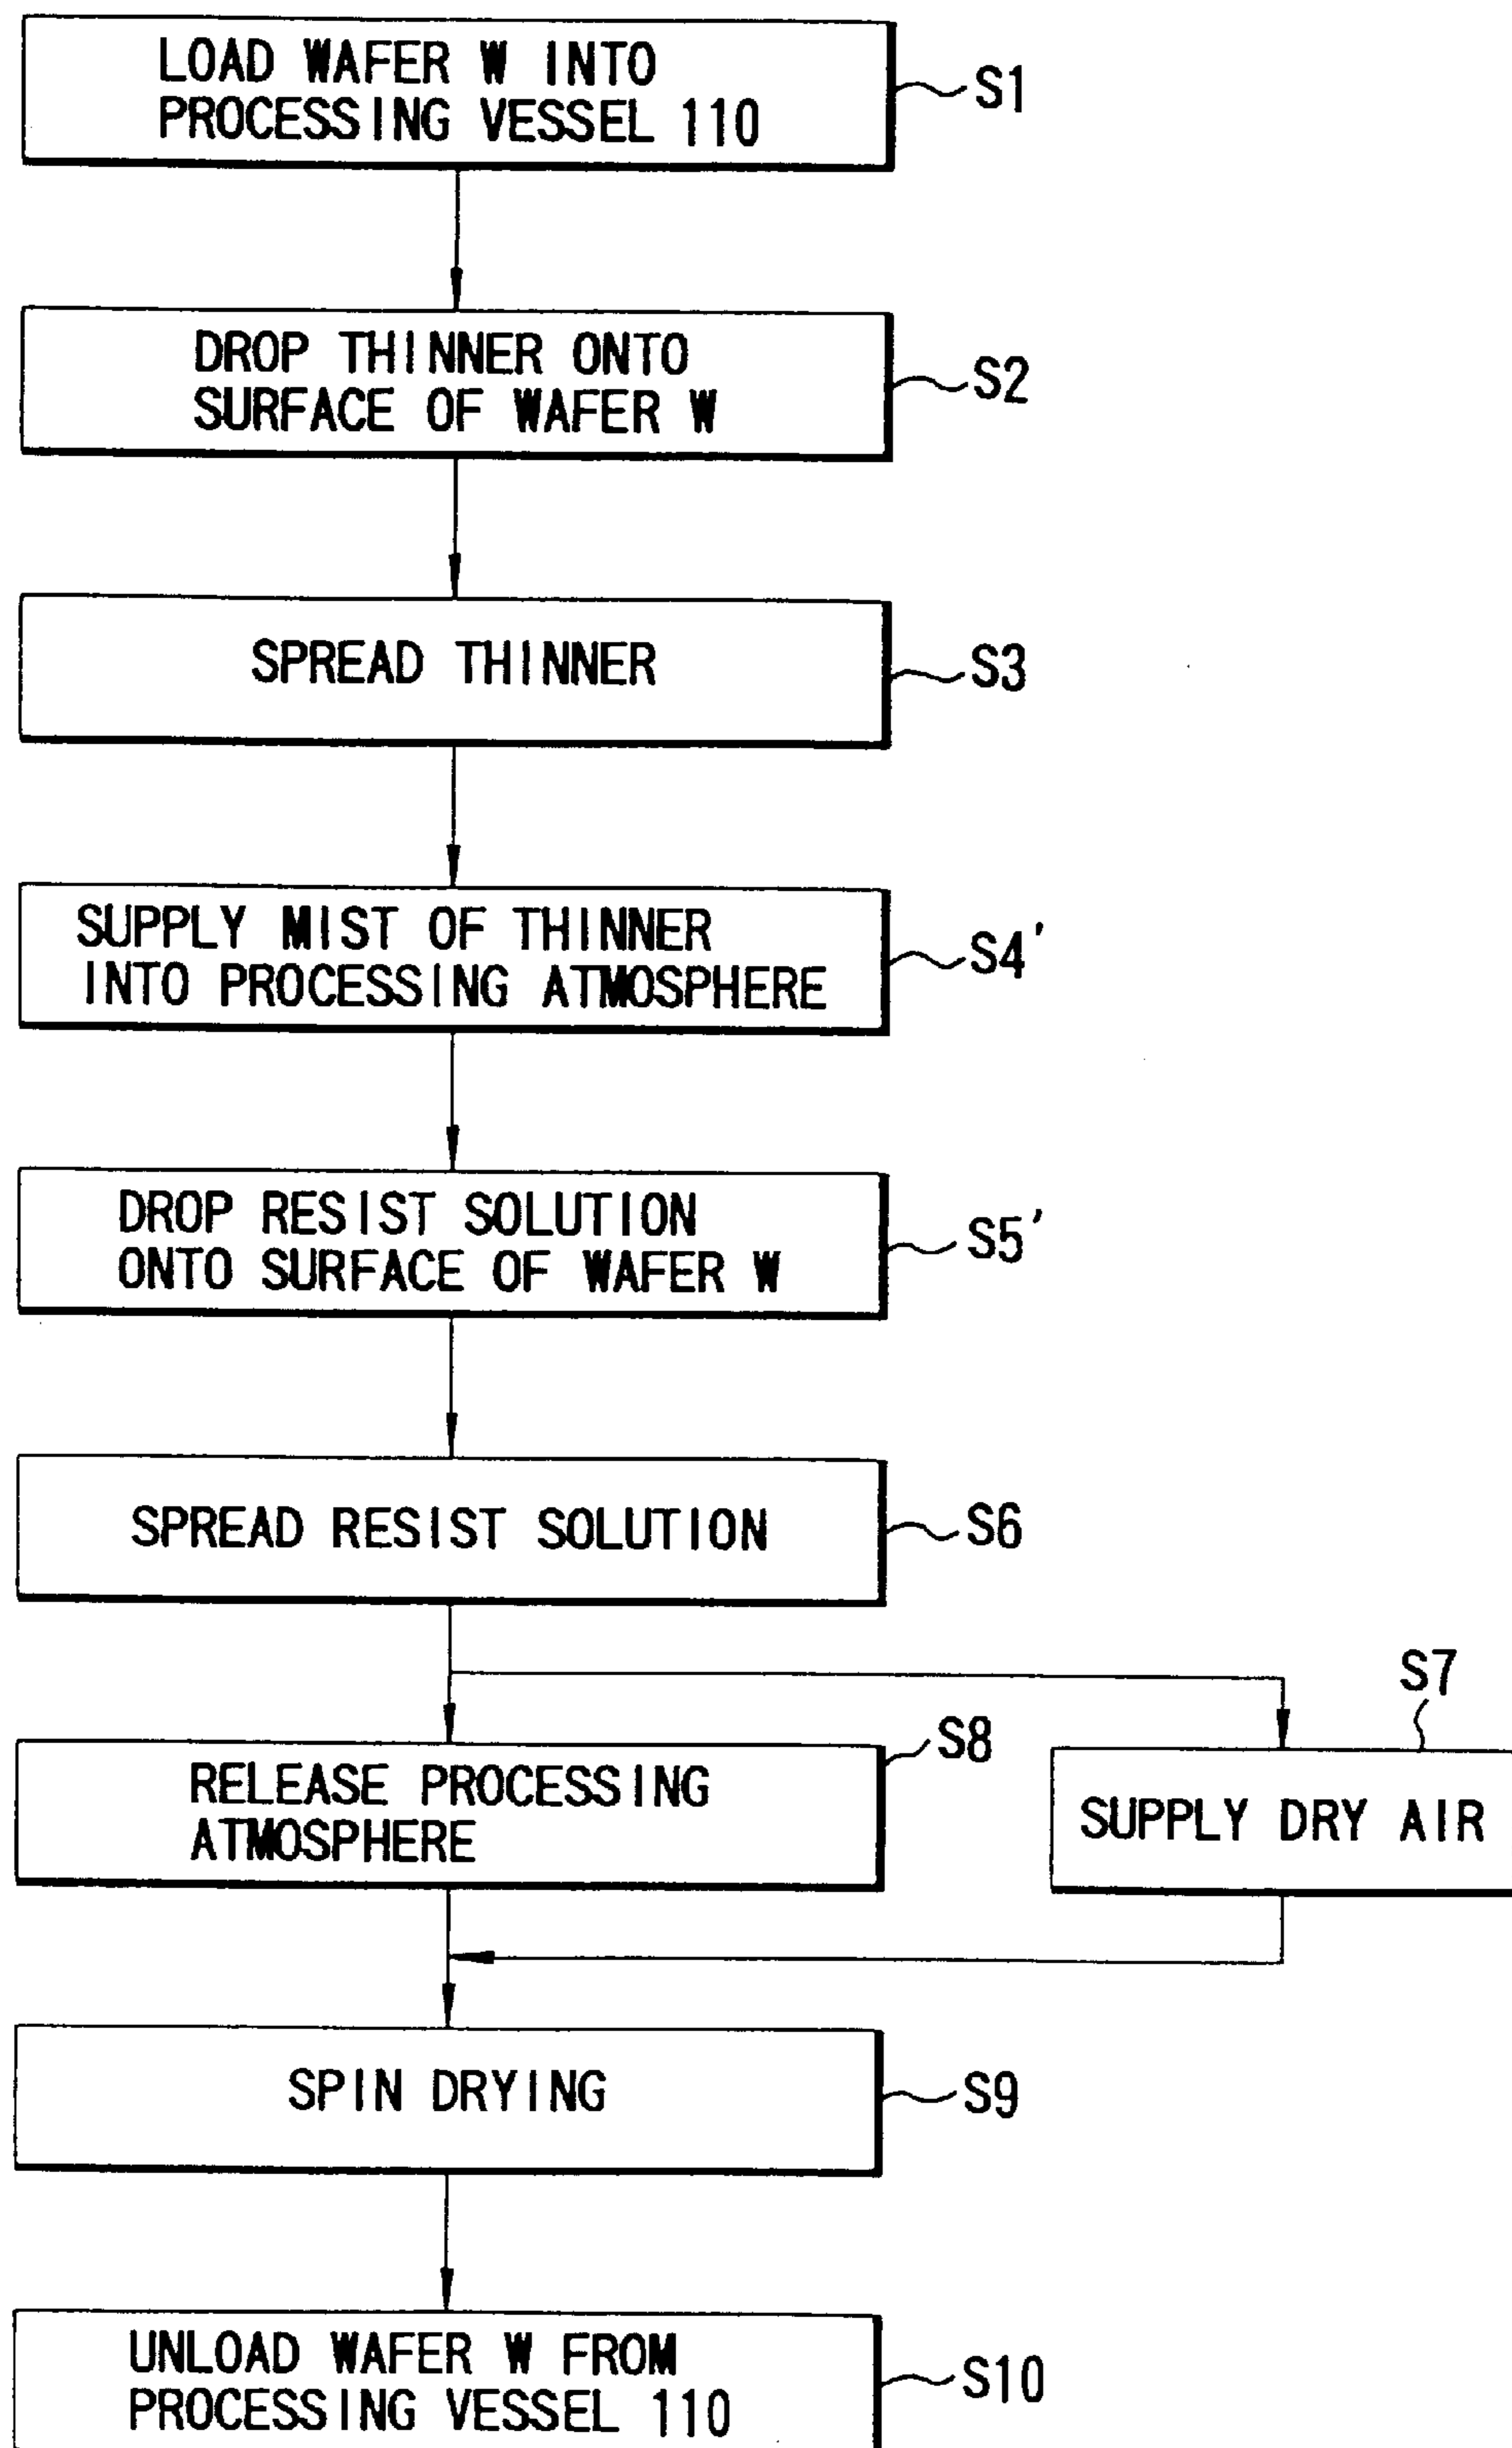 LOAD WAFER W INTO
PROCESSING VESSEL 110
S1
DROP THINNER ONTO
SURFACE OF WAFER W
S2
SPREAD THINNER
S3
SUPPLY MIST OF THINNER
INTO PROCESSING ATMOSPHERE
S4'
DROP RESIST SOLUTION
ONTO SURFACE OF WAFER W
S5'
SPREAD RESIST SOLUTION
S6
RELEASE PROCESSING
ATMOSPHERE
S8
S7
SUPPLY DRY AIR
SPIN DRYING
S9
UNLOAD WAFER W FROM
PROCESSING VESSEL 110
S10